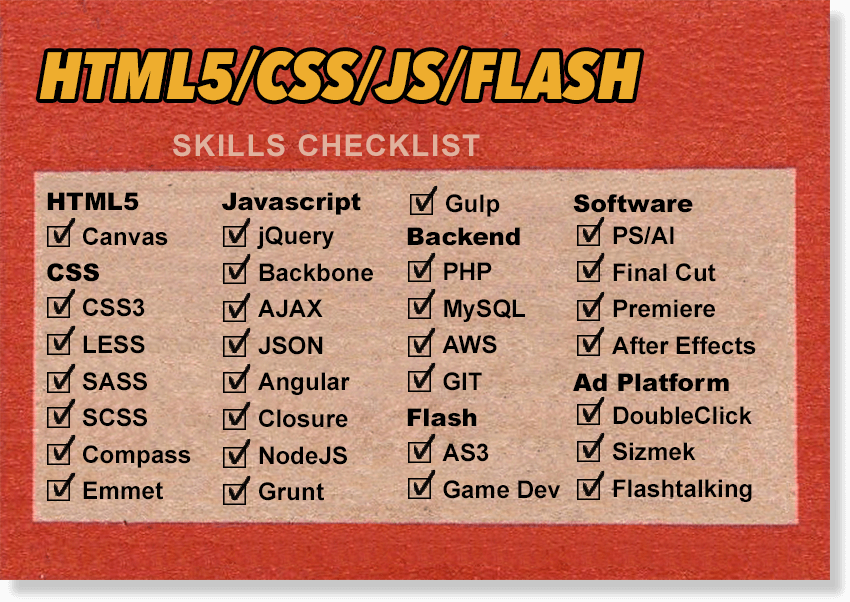 HTML5/CSS/JS/FLASH
SKILLS CHECKLIST
HTML5
Canvas
CSS
CSS3
LESS
SASS
SCSS
Compass
Emmet
Javascript
jQuery
Backbone
AJAX
JSON
Angular
Closure
NodeJS
Grunt
Gulp
Backend
PHP
MySQL
AWS
GIT
Flash
AS3
Game Dev
Software
PS/AI
Final Cut
Premiere
After Effects
Ad Platform
DoubleClick
Sizmek
Flashtalking